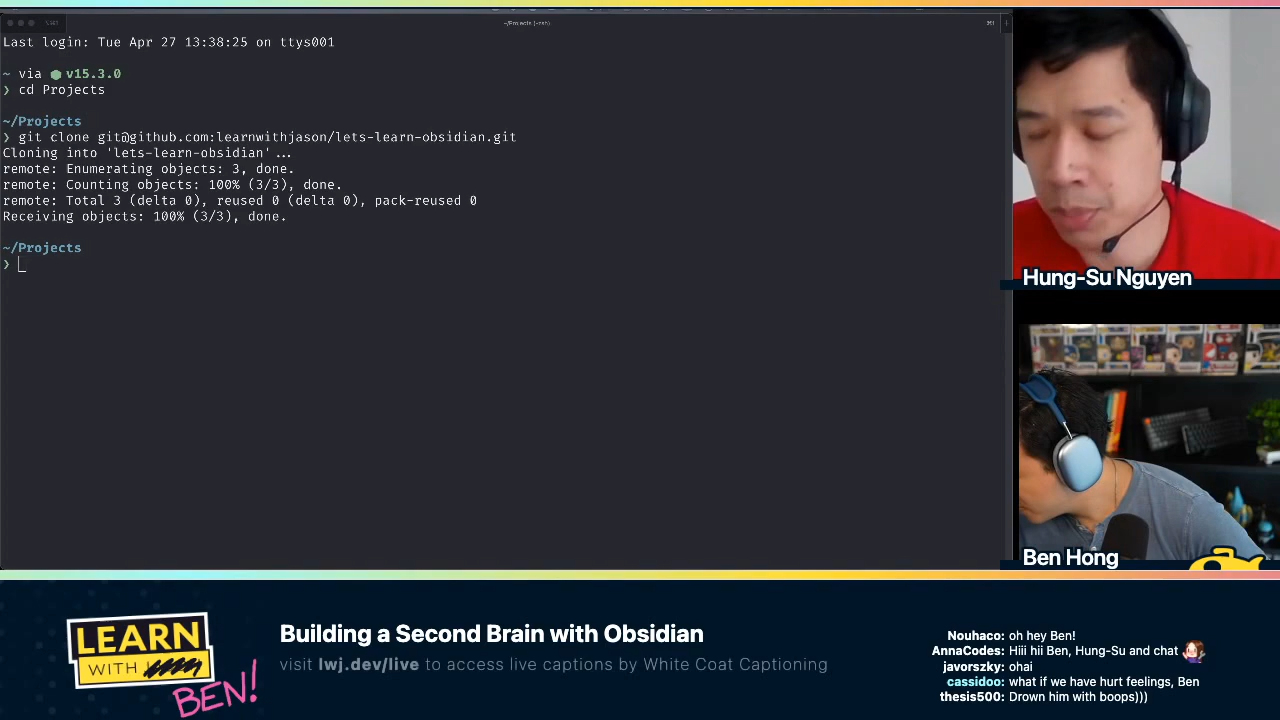 ~/Projects (-zsh)
Last login: Tue Apr 27 13:38:25 on ttys001
~ via v15.3.0
❯ cd Projects
~/Projects
❯ git clone git@github.com:learnwithjason/lets-learn-obsidian.git
Cloning into 'lets-learn-obsidian'...
remote: Enumerating objects: 3, done.
remote: Counting objects: 100% (3/3), done.
remote: Total 3 (delta 0), reused 0 (delta 0), pack-reused 0
Receiving objects: 100% (3/3), done.
~/Projects
❯
Hung-Su Nguyen
Ben Hong
LEARN
WITH
BEN!
Building a Second Brain with Obsidian
visit lwj.dev/live to access live captions by White Coat Captioning
Nouhaco: oh hey Ben!
AnnaCodes: Hiii hii Ben, Hung-Su and chat
javorszky: ohai
cassidoo: what if we have hurt feelings, Ben
thesis500: Drown him with boops)))